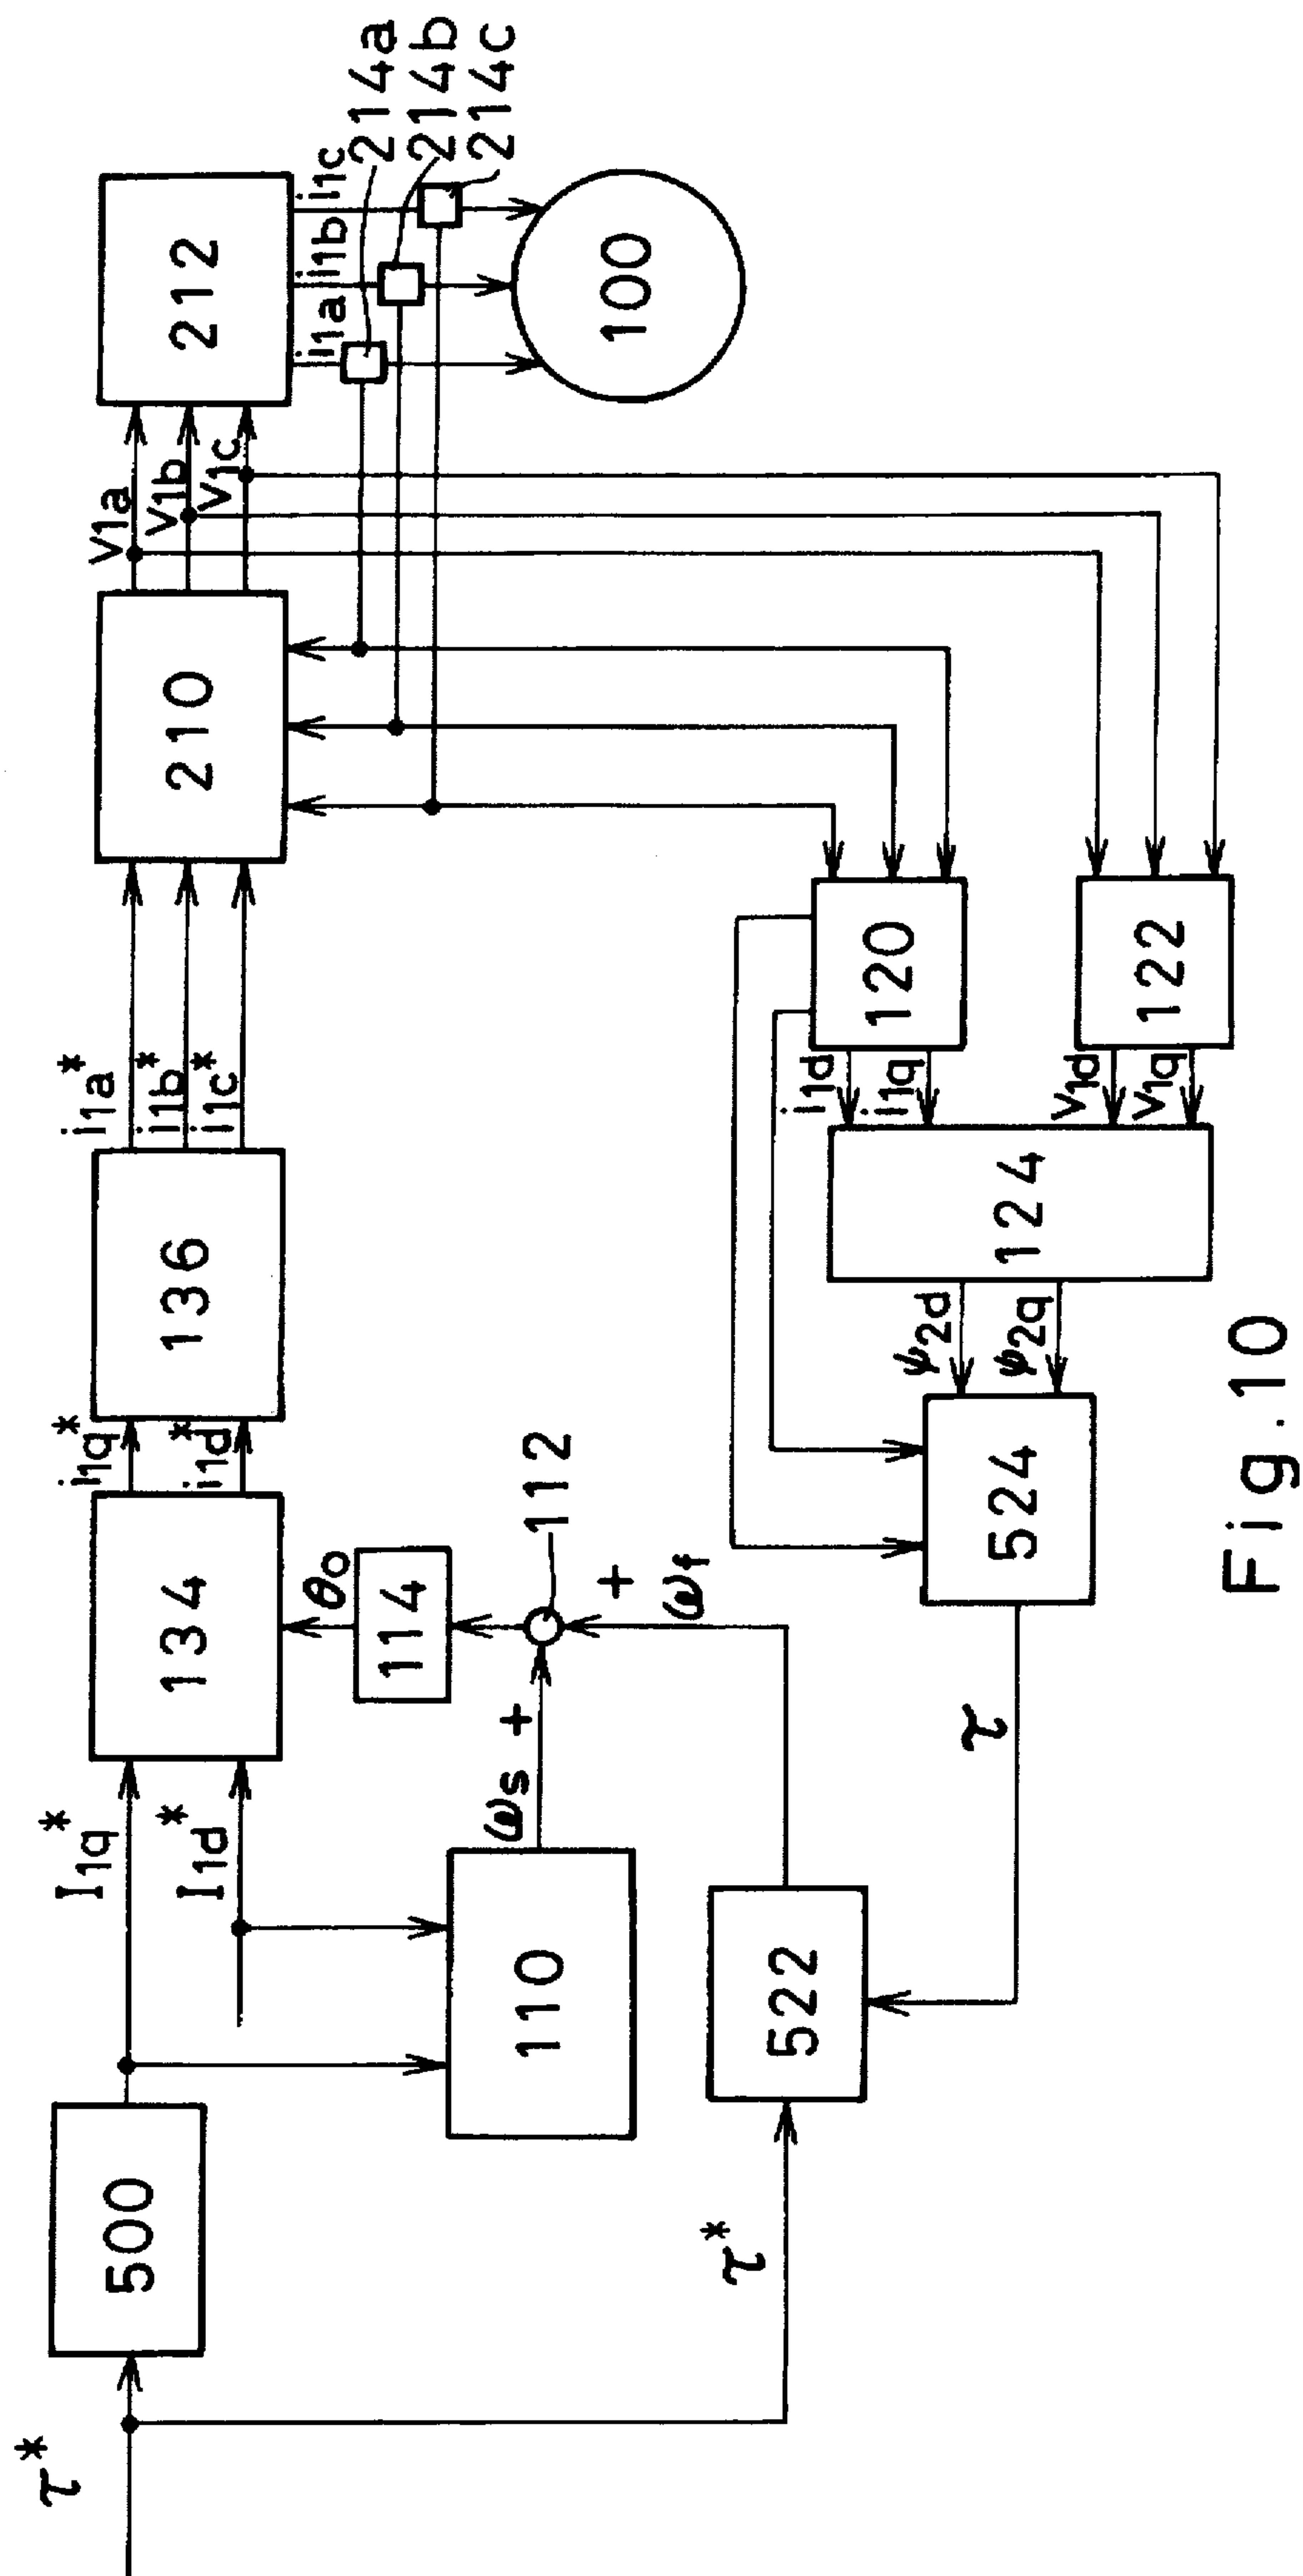 τ*
500
I1q*
I1d*
134
i1q*
i1d*
136
i1a*
i1b*
i1c*
210
v1a
v1b
v1c
212
i1a
i1b
i1c
214a
214b
214c
100
110
ωs
+
112
114
θo
+
ωr
τ*
522
τ
524
ψ2d
ψ2q
124
i1d
i1q
v1d
v1q
120
122
Fig.10